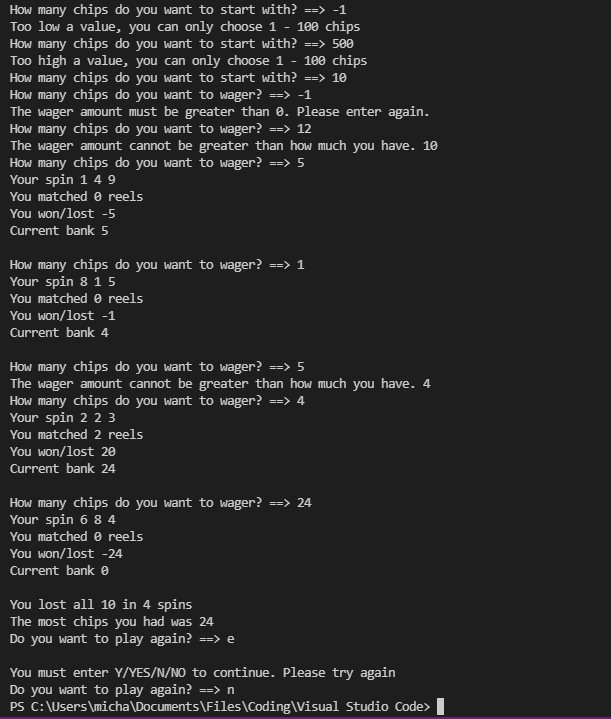 How many chips do you want to start with? ==> -1
Too low a value, you can only choose 1 - 100 chips
How many chips do you want to start with? ==> 500
Too high a value, you can only choose 1 - 100 chips
How many chips do you want to start with? ==> 10
How many chips do you want to wager? ==> -1
The wager amount must be greater than 0. Please enter again.
How many chips do you want to wager? ==> 12
The wager amount cannot be greater than how much you have. 10
How many chips do you want to wager? ==> 5
Your spin 1 4 9
You matched 0 reels
You won/lost -5
Current bank 5

How many chips do you want to wager? ==> 1
Your spin 8 1 5
You matched 0 reels
You won/lost -1
Current bank 4

How many chips do you want to wager? ==> 5
The wager amount cannot be greater than how much you have. 4
How many chips do you want to wager? ==> 4
Your spin 2 2 3
You matched 2 reels
You won/lost 20
Current bank 24

How many chips do you want to wager? ==> 24
Your spin 6 8 4
You matched 0 reels
You won/lost -24
Current bank 0

You lost all 10 in 4 spins
The most chips you had was 24
Do you want to play again? ==> e

You must enter Y/YES/N/NO to continue. Please try again
Do you want to play again? ==> n
PS C:\Users\micha\Documents\Files\Coding\Visual Studio Code>